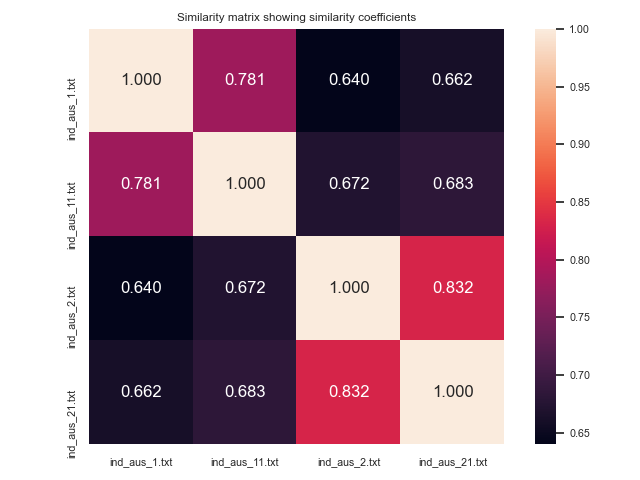 Similarity matrix showing similarity coefficients
ind_aus_1.txt
1.000 0.781 0.640 0.662
ind_aus_11.txt
0.781 1.000 0.672 0.683
ind_aus_2.txt
0.640 0.672 1.000 0.832
ind_aus_21.txt
0.662 0.683 0.832 1.000
ind_aus_1.txt ind_aus_11.txt ind_aus_2.txt ind_aus_21.txt
1.00
0.95
0.90
0.85
0.80
0.75
0.70
0.65